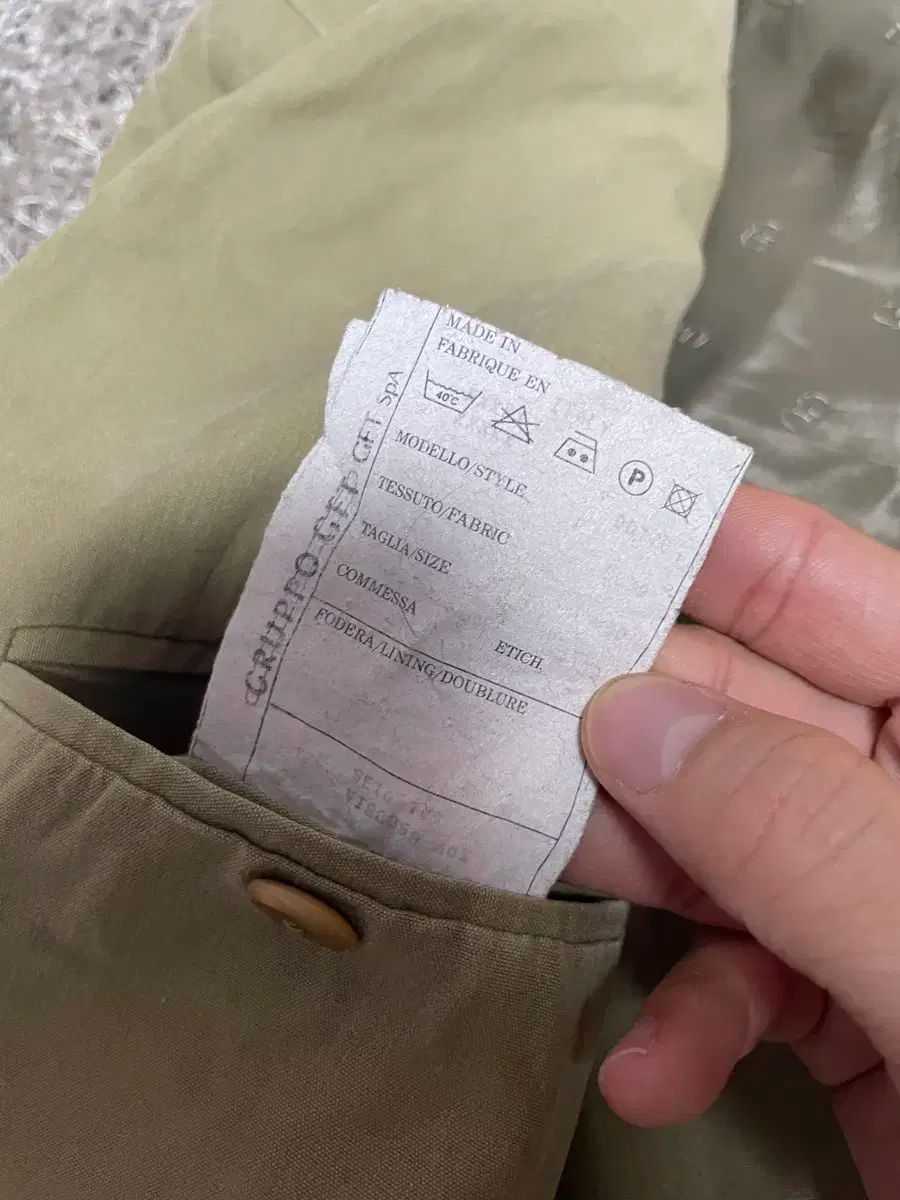 GRUPPO GFT GFT SpA
MADE IN
FABRIQUE EN
ITALY
40°C
P
MODELLO/STYLE
TESSUTO/FABRIC
TAGLIA/SIZE
COMMESSA
ETICH.
FODERA/LINING/DOUBLURE